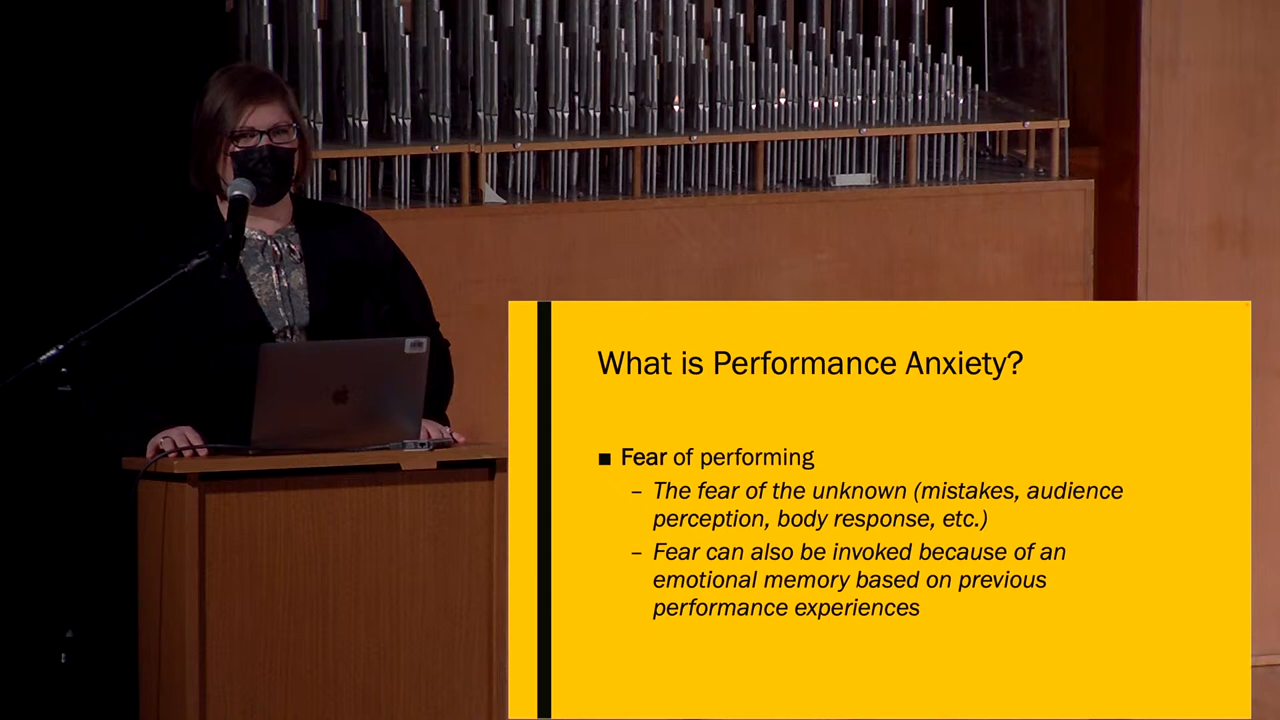 What is Performance Anxiety?
■ Fear of performing
– The fear of the unknown (mistakes, audience
perception, body response, etc.)
– Fear can also be invoked because of an
emotional memory based on previous
performance experiences